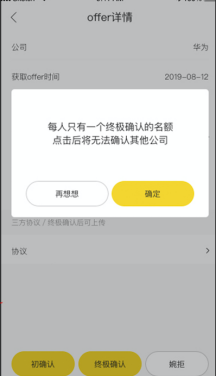 offer详情
公司 华为
获取offer时间 2019-08-12
每人只有一个终极确认的名额
点击后将无法确认其他公司
再想想 确定
三方协议 / 终极确认后可上传
协议
初确认 终极确认 婉拒